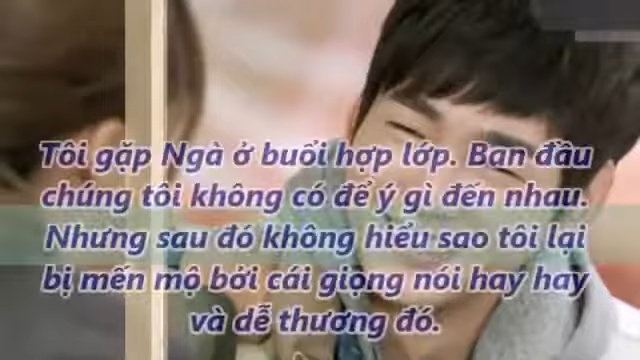 Tôi gặp Ngà ở buổi hợp lớp. Ban đầu
chúng tôi không có để ý gì đến nhau.
Nhưng sau đó không hiểu sao tôi lại
bị mến mộ bởi cái giọng nói hay hay
và dễ thương đó.